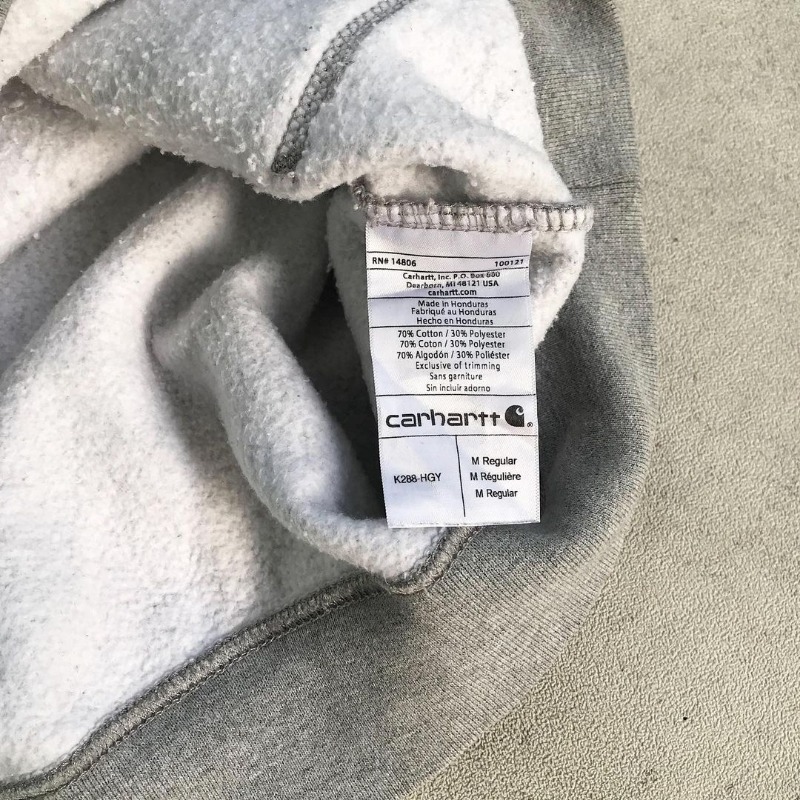 RN# 14806 100121
Carhartt, Inc. P.O. Box 600
Dearborn, MI 48121 USA
carhartt.com
Made in Honduras
Fabriqué au Honduras
Hecho en Honduras
70% Cotton / 30% Polyester
70% Coton / 30% Polyester
70% Algodón / 30% Poliéster
Exclusive of trimming
Sans garniture
Sin incluir adorno
carhartt ®
K288-HGY
M Regular
M Régulière
M Regular